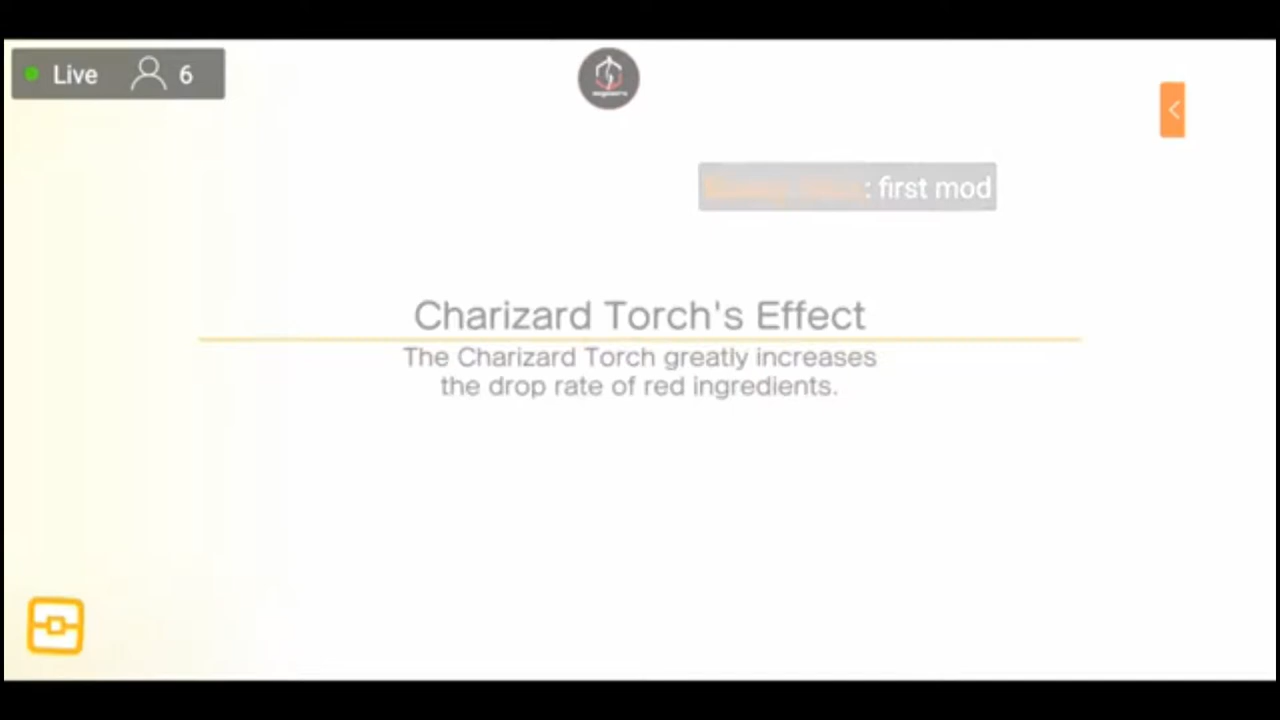 Live 6
: first mod
Charizard Torch's Effect
The Charizard Torch greatly increases
the drop rate of red ingredients.